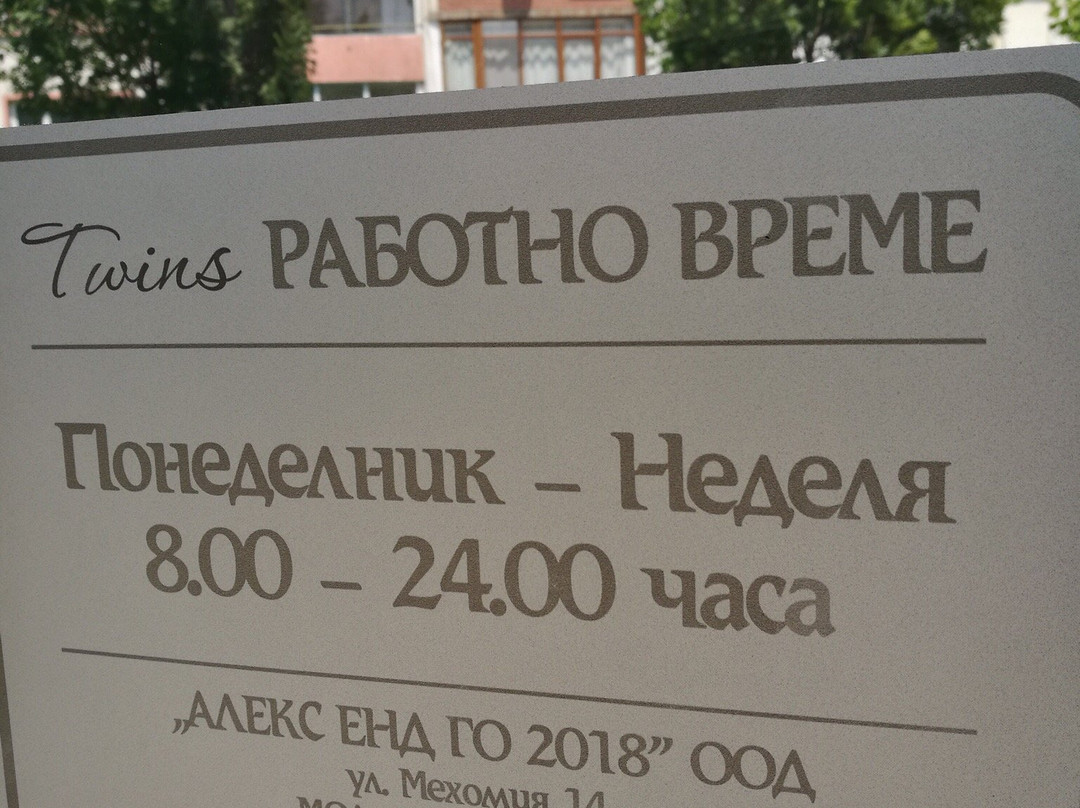 Twins РАБОТНО ВРЕМЕ
Понеделник – Неделя
8.00 – 24.00 часа
„АЛЕКС ЕНД ГО 2018” ООД
ул. Мехомия 14